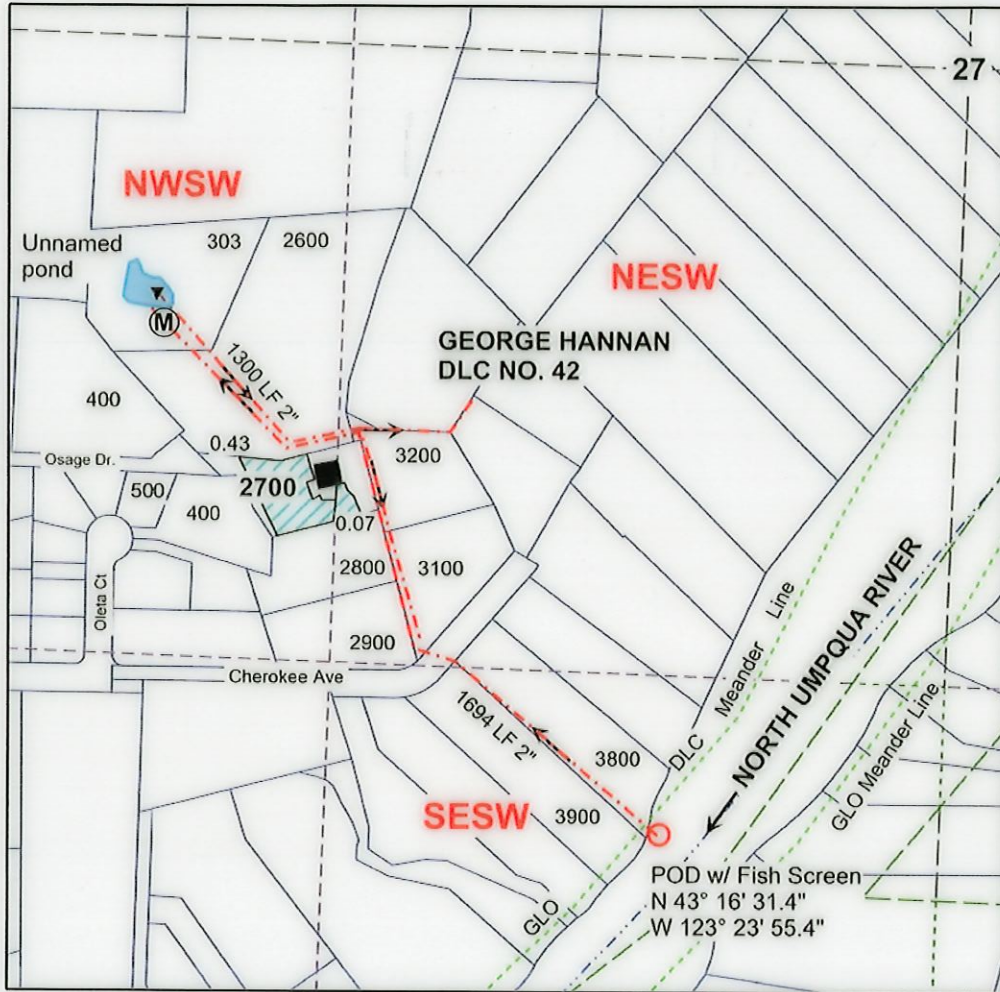 27
NWSW
Unnamed
pond
303
2600
NESW
M
GEORGE HANNAN
DLC NO. 42
1300 LF 2"
400
0.43
3200
Osage Dr.
2700
500
400
0.07
2800
3100
Oleta Ct
2900
Cherokee Ave
DLC Meander Line
NORTH UMPQUA RIVER
1694 LF 2"
3800
GLO Meander Line
SESW
3900
POD w/ Fish Screen
N 43° 16' 31.4"
W 123° 23' 55.4"
GLO